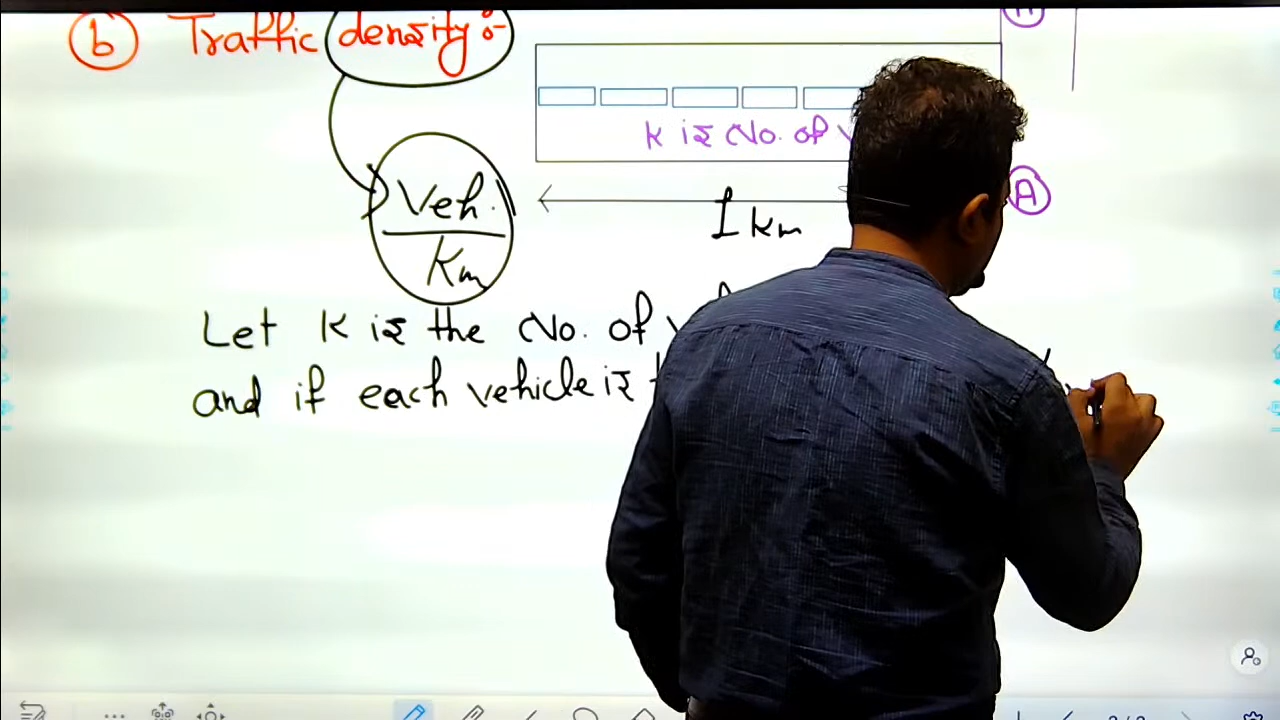 b Traffic density:-
K is No. of
A
Veh.
Km
1 Km
Let K is the No. of
and if each vehicle is